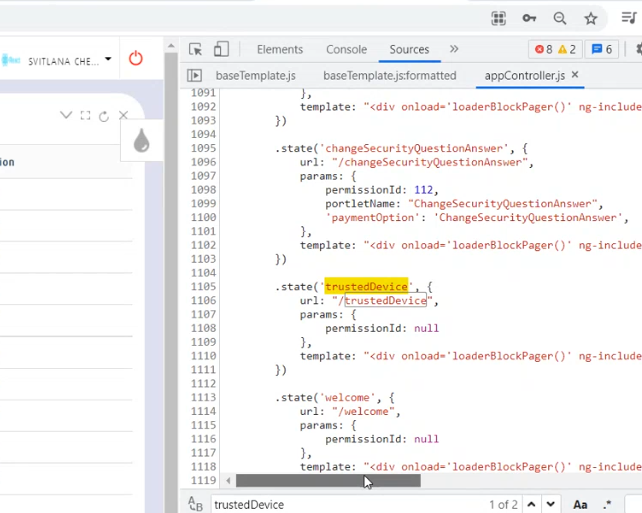 SVITLANA CHE...
ion
Elements Console Sources » 8 2 6
baseTemplate.js baseTemplate.js:formatted appController.js ×
1091 },
1092 template: "<div onload='loaderBlockPager()' ng-include
1093 })
1094
1095 .state('changeSecurityQuestionAnswer', {
1096 url: "/changeSecurityQuestionAnswer",
1097 params: {
1098 permissionId: 112,
1099 portletName: "ChangeSecurityQuestionAnswer",
1100 'paymentOption': 'ChangeSecurityQuestionAnswer',
1101 },
1102 template: "<div onload='loaderBlockPager()' ng-include
1103 })
1104
1105 .state('trustedDevice', {
1106 url: "/trustedDevice",
1107 params: {
1108 permissionId: null
1109 },
1110 template: "<div onload='loaderBlockPager()' ng-include
1111 })
1112
1113 .state('welcome', {
1114 url: "/welcome",
1115 params: {
1116 permissionId: null
1117 },
1118 template: "<div onload='loaderBlockPager()' ng-include
1119
trustedDevice 1 of 2 Aa .*